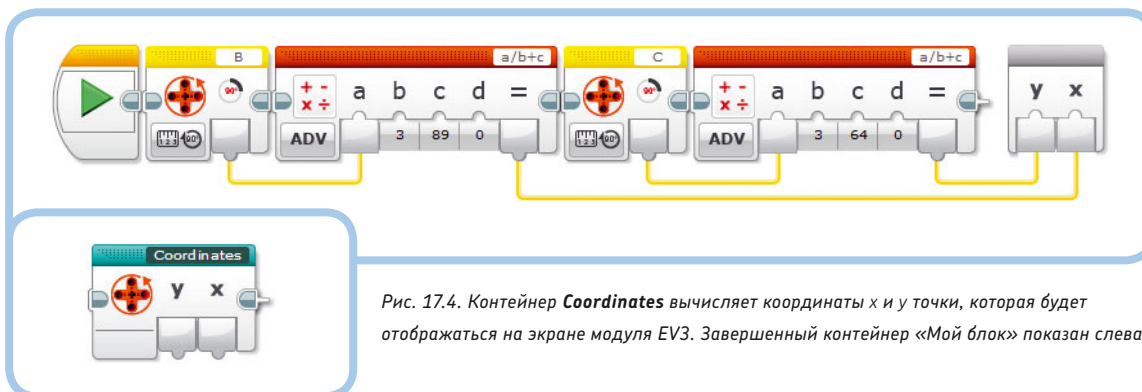 B a/b+c C a/b+c
+ - x ÷ a b c d = 90° + - x ÷ a b c d = y x
ADV 3 89 0 ADV 3 64 0
Coordinates
y x
Рис. 17.4. Контейнер Coordinates вычисляет координаты x и y точки, которая будет
отображаться на экране модуля EV3. Завершенный контейнер «Мой блок» показан слева